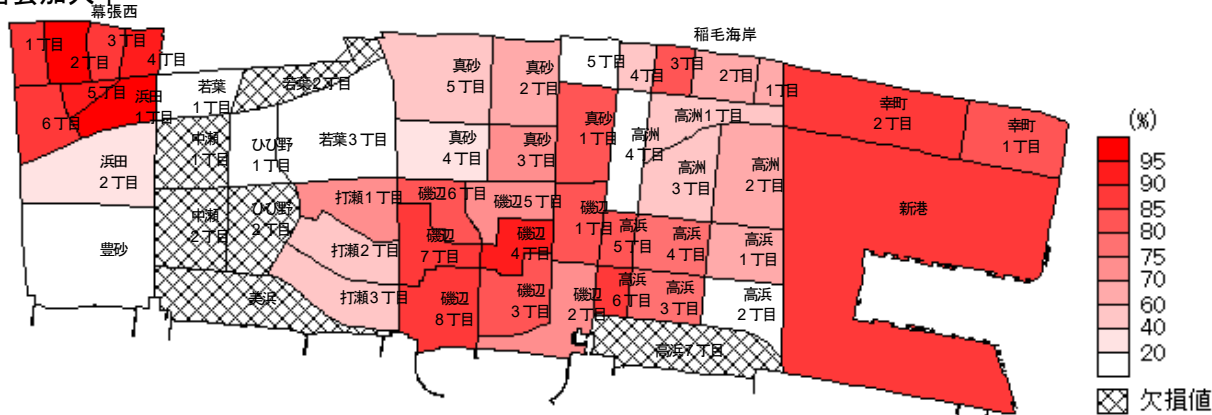 幕張西
1丁目
2丁目
3丁目
4丁目
5丁目
6丁目
浜田
1丁目
浜田
2丁目
豊砂
若葉
1丁目
若葉2丁目
若葉3丁目
中瀬
1丁目
中瀬
2丁目
ひび野
1丁目
ひび野
2丁目
美浜
打瀬1丁目
打瀬2丁目
打瀬3丁目
真砂
5丁目
真砂
2丁目
真砂
4丁目
真砂
3丁目
真砂
1丁目
磯辺6丁目
磯辺5丁目
磯辺
7丁目
磯辺
4丁目
磯辺
8丁目
磯辺
3丁目
磯辺
1丁目
磯辺
2丁目
稲毛海岸
5丁目
4丁目
3丁目
2丁目
1丁目
高洲1丁目
高洲
4丁目
高洲
3丁目
高洲
2丁目
高浜
5丁目
高浜
4丁目
高浜
1丁目
高浜
6丁目
高浜
3丁目
高浜
2丁目
高浜7丁目
幸町
2丁目
幸町
1丁目
新港
(%)
95
90
85
80
75
70
60
40
20
欠損値